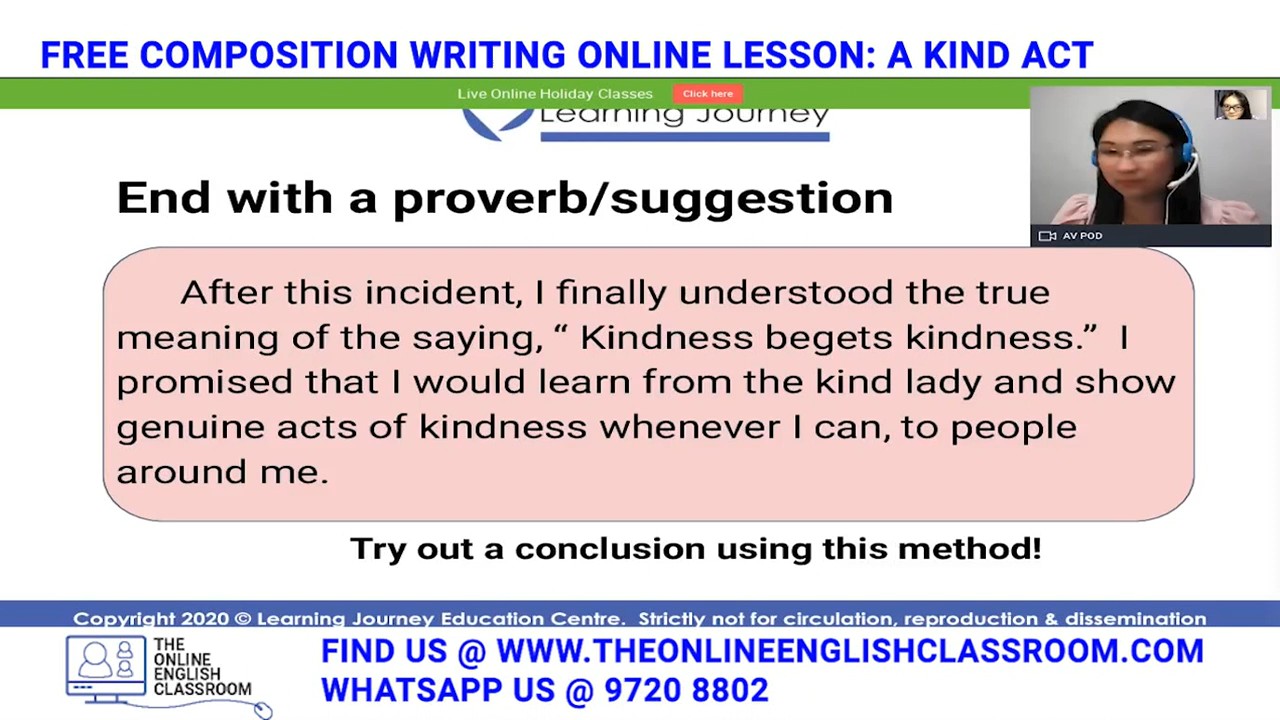 FREE COMPOSITION WRITING ONLINE LESSON: A KIND ACT
Live Online Holiday Classes Click here
Learning Journey
End with a proverb/suggestion
AV POD
After this incident, I finally understood the true
meaning of the saying, “ Kindness begets kindness.” I
promised that I would learn from the kind lady and show
genuine acts of kindness whenever I can, to people
around me.
Try out a conclusion using this method!
Copyright 2020 © Learning Journey Education Centre. Strictly not for circulation, reproduction & dissemination
THE
ONLINE
ENGLISH
CLASSROOM
FIND US @ WWW.THEONLINEENGLISHCLASSROOM.COM
WHATSAPP US @ 9720 8802